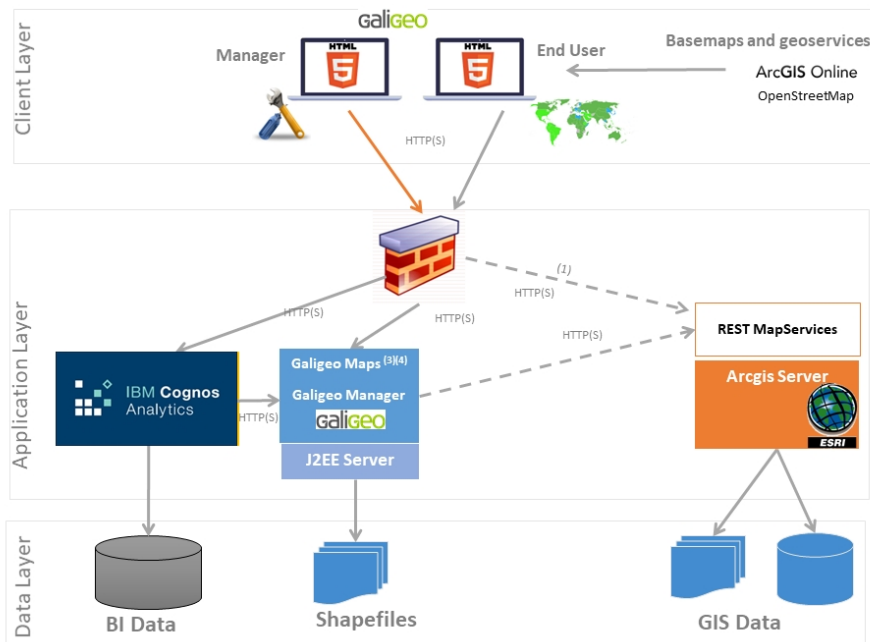 Client Layer
Galigeo
Manager
HTML
5
HTML
5
End User
Basemaps and geoservices
ArcGIS Online
OpenStreetMap
HTTP(S)
Application Layer
(1)
HTTP(S)
HTTP(S)
HTTP(S)
HTTP(S)
REST MapServices
IBM Cognos
Analytics
HTTP(S)
Galigeo Maps (3)(4)
Galigeo Manager
Galigeo
J2EE Server
Arcgis Server
ESRI
Data Layer
BI Data
Shapefiles
GIS Data